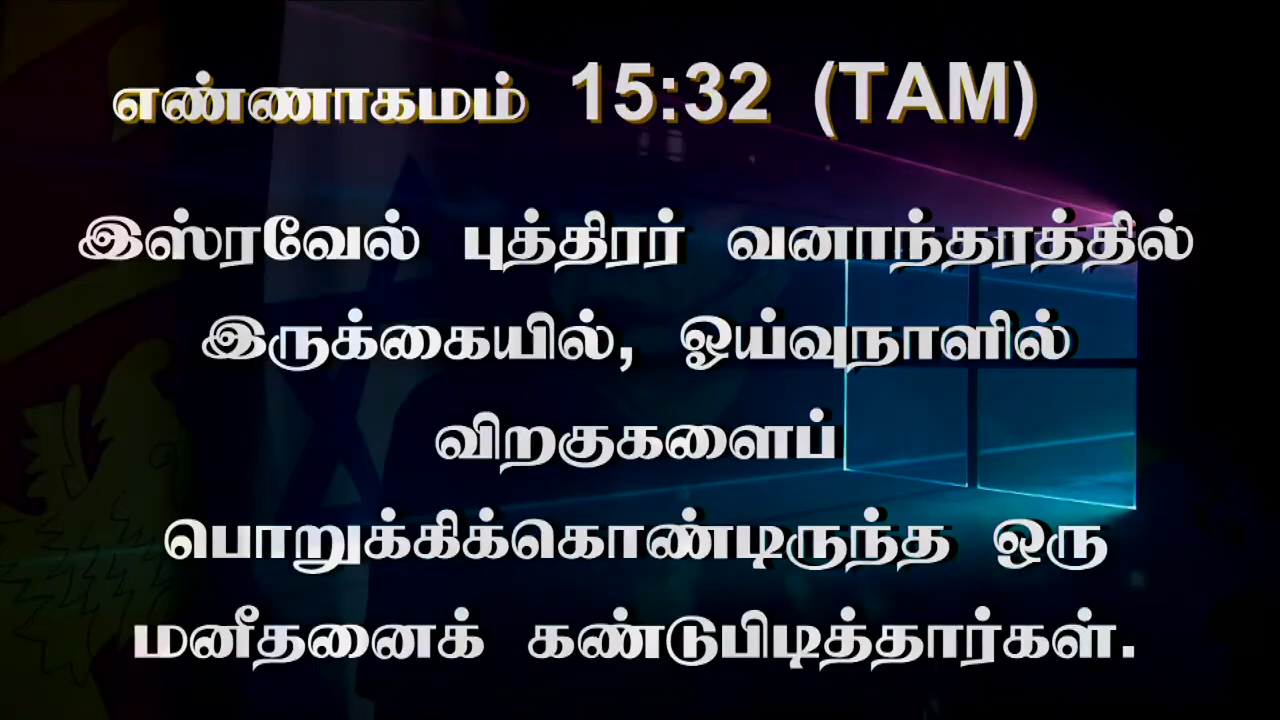 எண்ணாகமம் 15:32 (TAM)
இஸ்ரவேல் புத்திரர் வனாந்தரத்தில்
இருக்கையில், ஓய்வுநாளில்
விறகுகளைப்
பொறுக்கிக்கொண்டிருந்த ஒரு
மனிதனைக் கண்டுபிடித்தார்கள்.